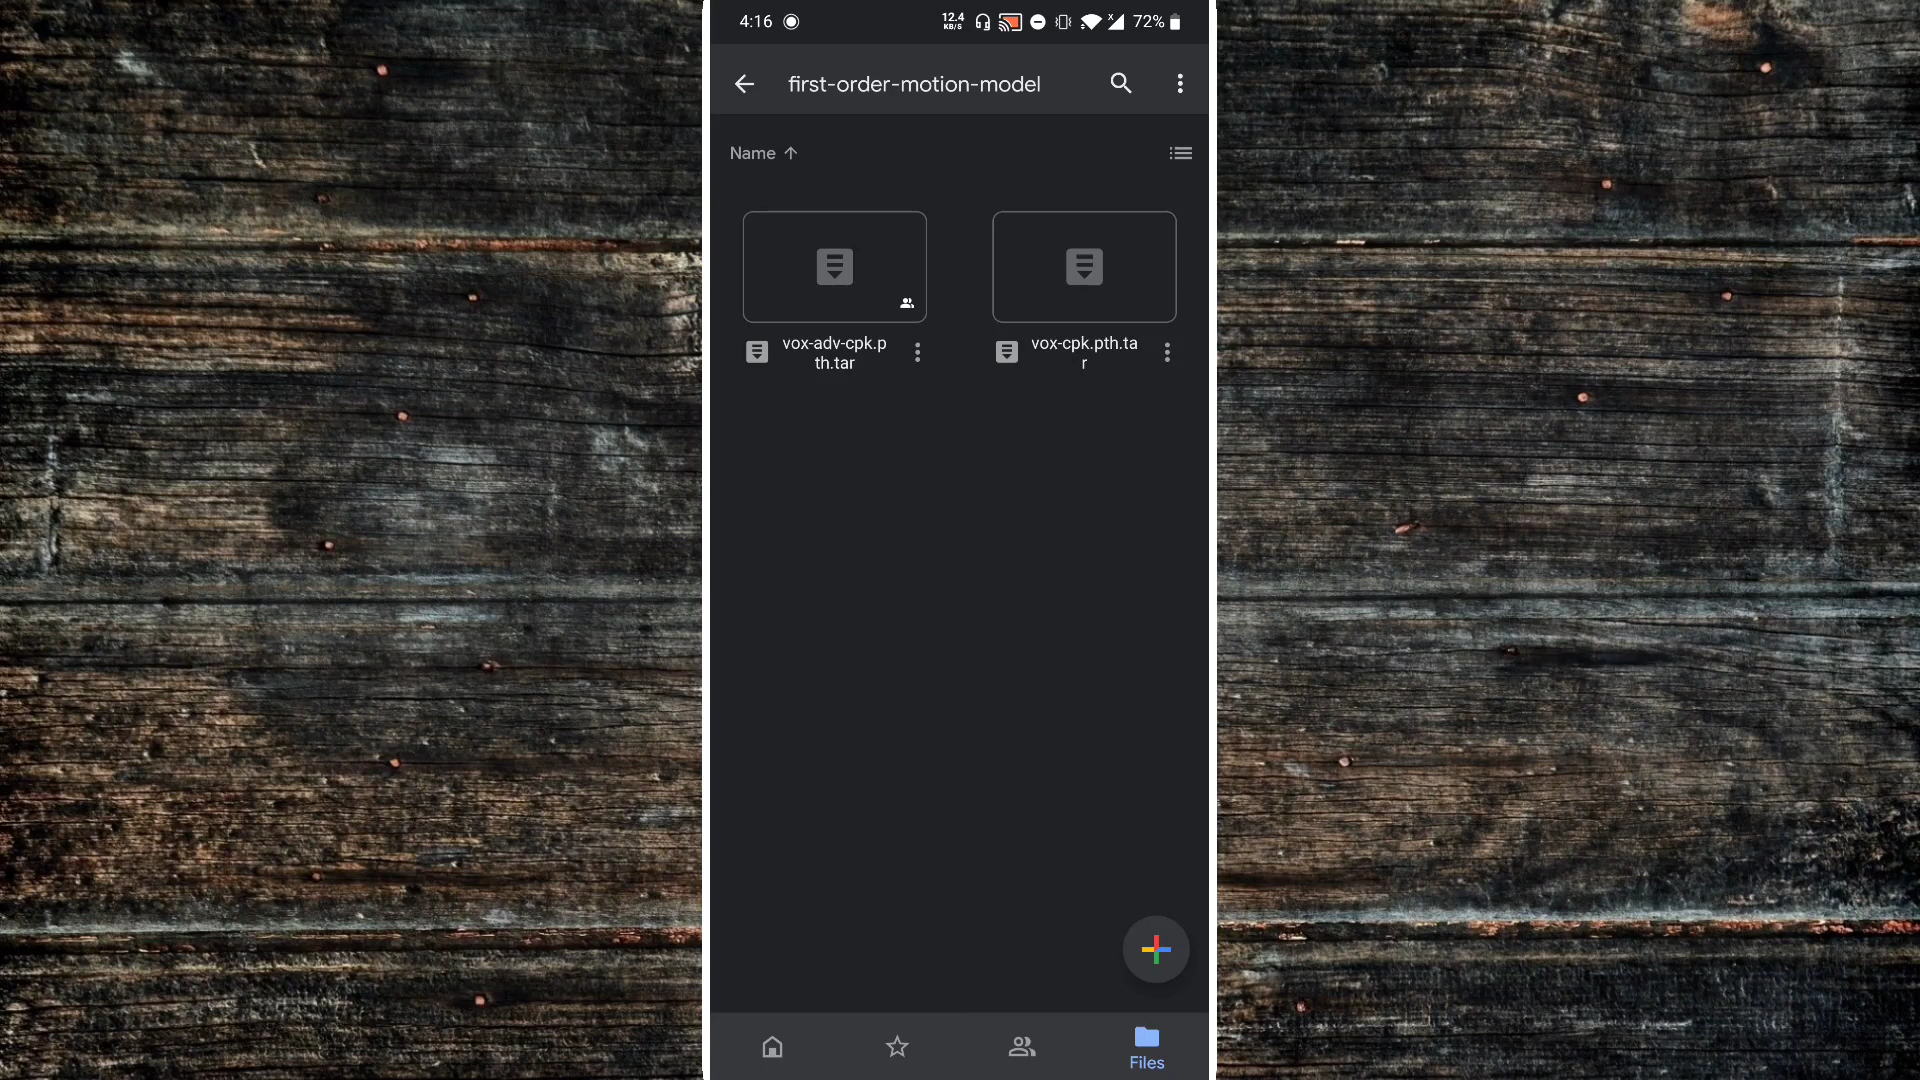 4:16 12.4 KB/S 72%
first-order-motion-model
Name
vox-adv-cpk.p
th.tar
vox-cpk.pth.ta
r
Files